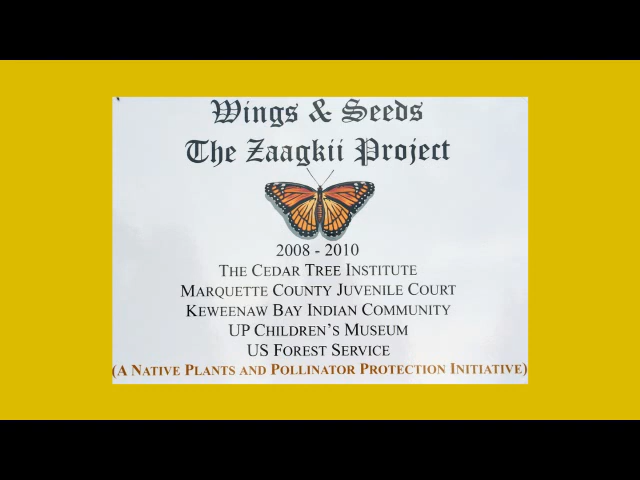 Wings & Seeds
The Zaagkii Project
2008 - 2010
THE CEDAR TREE INSTITUTE
MARQUETTE COUNTY JUVENILE COURT
KEWEENAW BAY INDIAN COMMUNITY
UP CHILDREN'S MUSEUM
US FOREST SERVICE
(A NATIVE PLANTS AND POLLINATOR PROTECTION INITIATIVE)